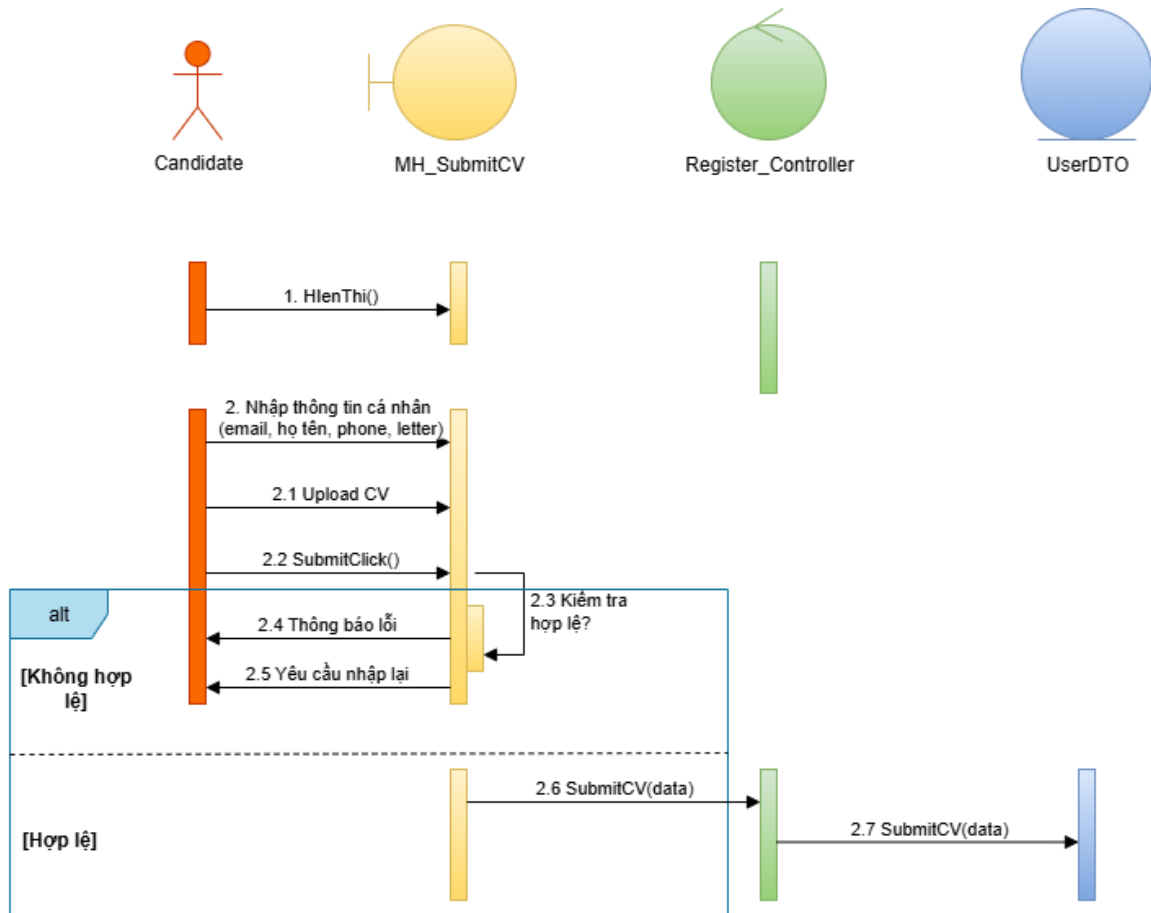 Candidate
MH_SubmitCV
Register_Controller
UserDTO
1. HIenThi()
2. Nhập thông tin cá nhân
(email, họ tên, phone, letter)
2.1 Upload CV
2.2 SubmitClick()
alt
2.3 Kiểm tra
hợp lệ?
2.4 Thông báo lỗi
[Không hợp
lệ]
2.5 Yêu cầu nhập lại
2.6 SubmitCV(data)
[Hợp lệ]
2.7 SubmitCV(data)